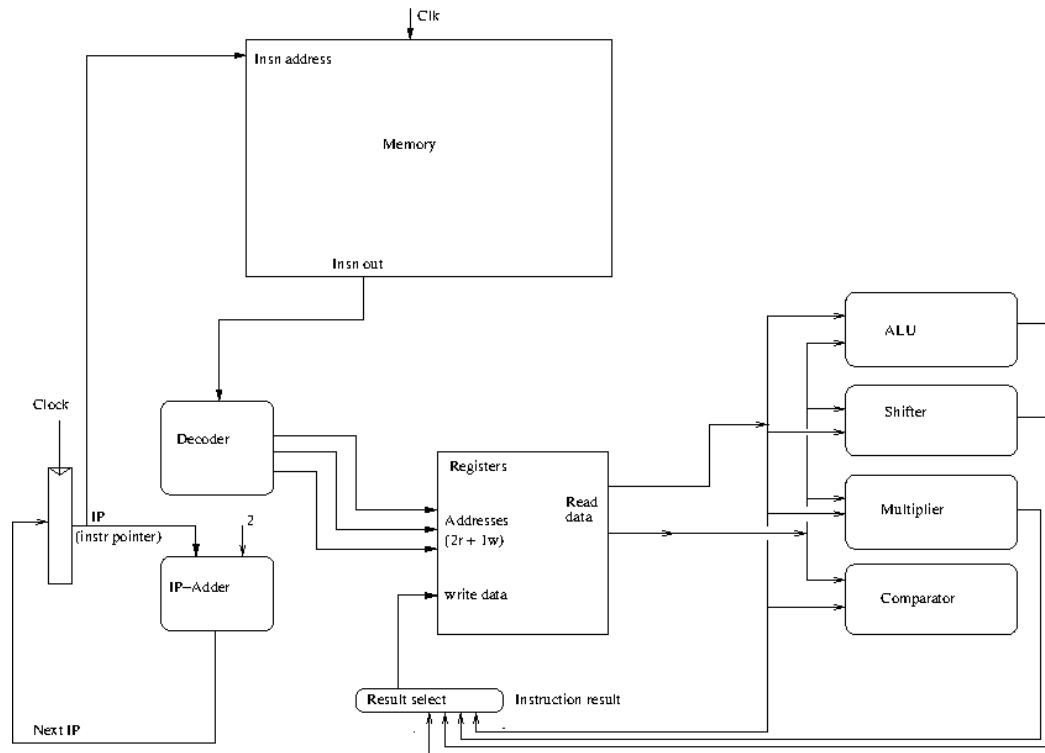 Clk
Insn address
Memory
Insn out
ALU
Clock
Decoder
Shifter
Registers
IP
(instr pointer)
2
Addresses
(2r + 1w)
Read
data
Multiplier
IP-Adder
write data
Comparator
Result select
Instruction result
Next IP